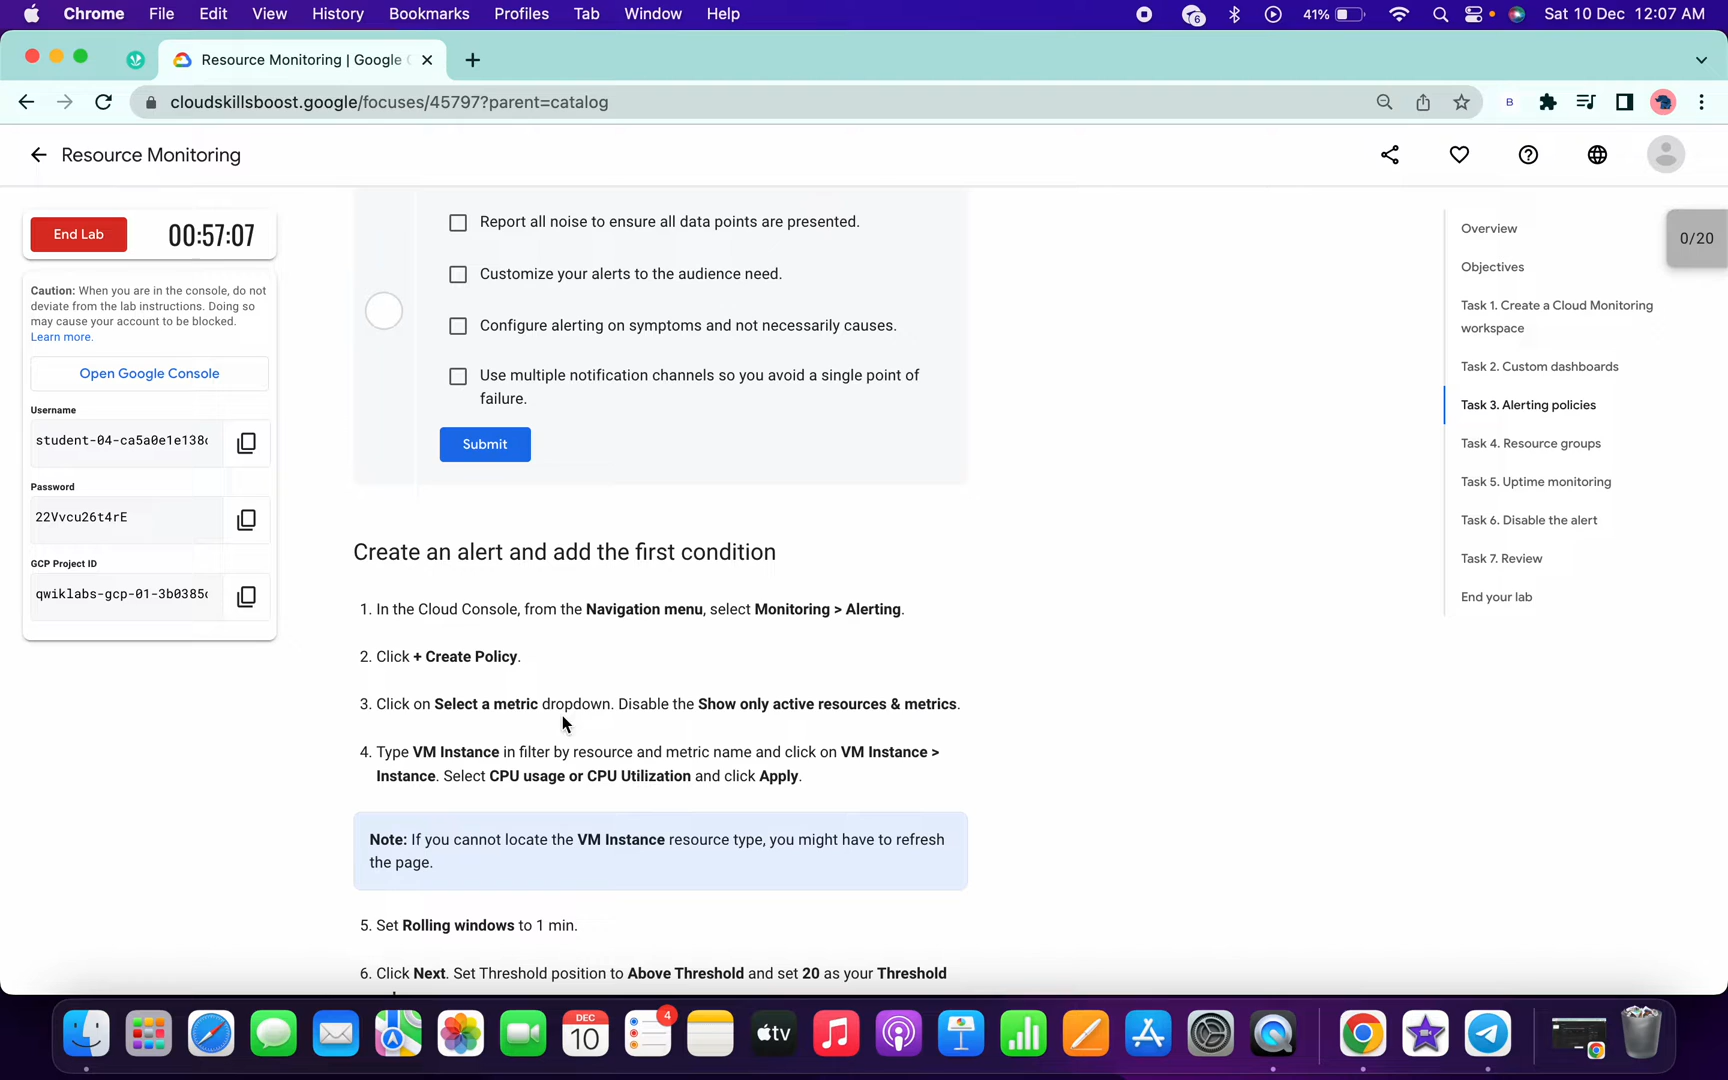 Chrome File Edit View History Bookmarks Profiles Tab Window Help 6 41% Sat 10 Dec 12:07 AM
Resource Monitoring | Google
cloudskillsboost.google/focuses/45797?parent=catalog B
Resource Monitoring
End Lab 00:57:07
Caution: When you are in the console, do not
deviate from the lab instructions. Doing so
may cause your account to be blocked.
Learn more.
Open Google Console
Username
student-04-ca5a0e1e138
Password
22Vvcu26t4rE
GCP Project ID
qwiklabs-gcp-01-3b0385
Report all noise to ensure all data points are presented.
Customize your alerts to the audience need.
Configure alerting on symptoms and not necessarily causes.
Use multiple notification channels so you avoid a single point of
failure.
Submit
Create an alert and add the first condition
1. In the Cloud Console, from the Navigation menu, select Monitoring > Alerting.
2. Click + Create Policy.
3. Click on Select a metric dropdown. Disable the Show only active resources & metrics.
4. Type VM Instance in filter by resource and metric name and click on VM Instance >
Instance. Select CPU usage or CPU Utilization and click Apply.
Note: If you cannot locate the VM Instance resource type, you might have to refresh
the page.
5. Set Rolling windows to 1 min.
6. Click Next. Set Threshold position to Above Threshold and set 20 as your Threshold
Overview
Objectives
Task 1. Create a Cloud Monitoring
workspace
Task 2. Custom dashboards
Task 3. Alerting policies
Task 4. Resource groups
Task 5. Uptime monitoring
Task 6. Disable the alert
Task 7. Review
End your lab
0/20
DEC
10
4
tv